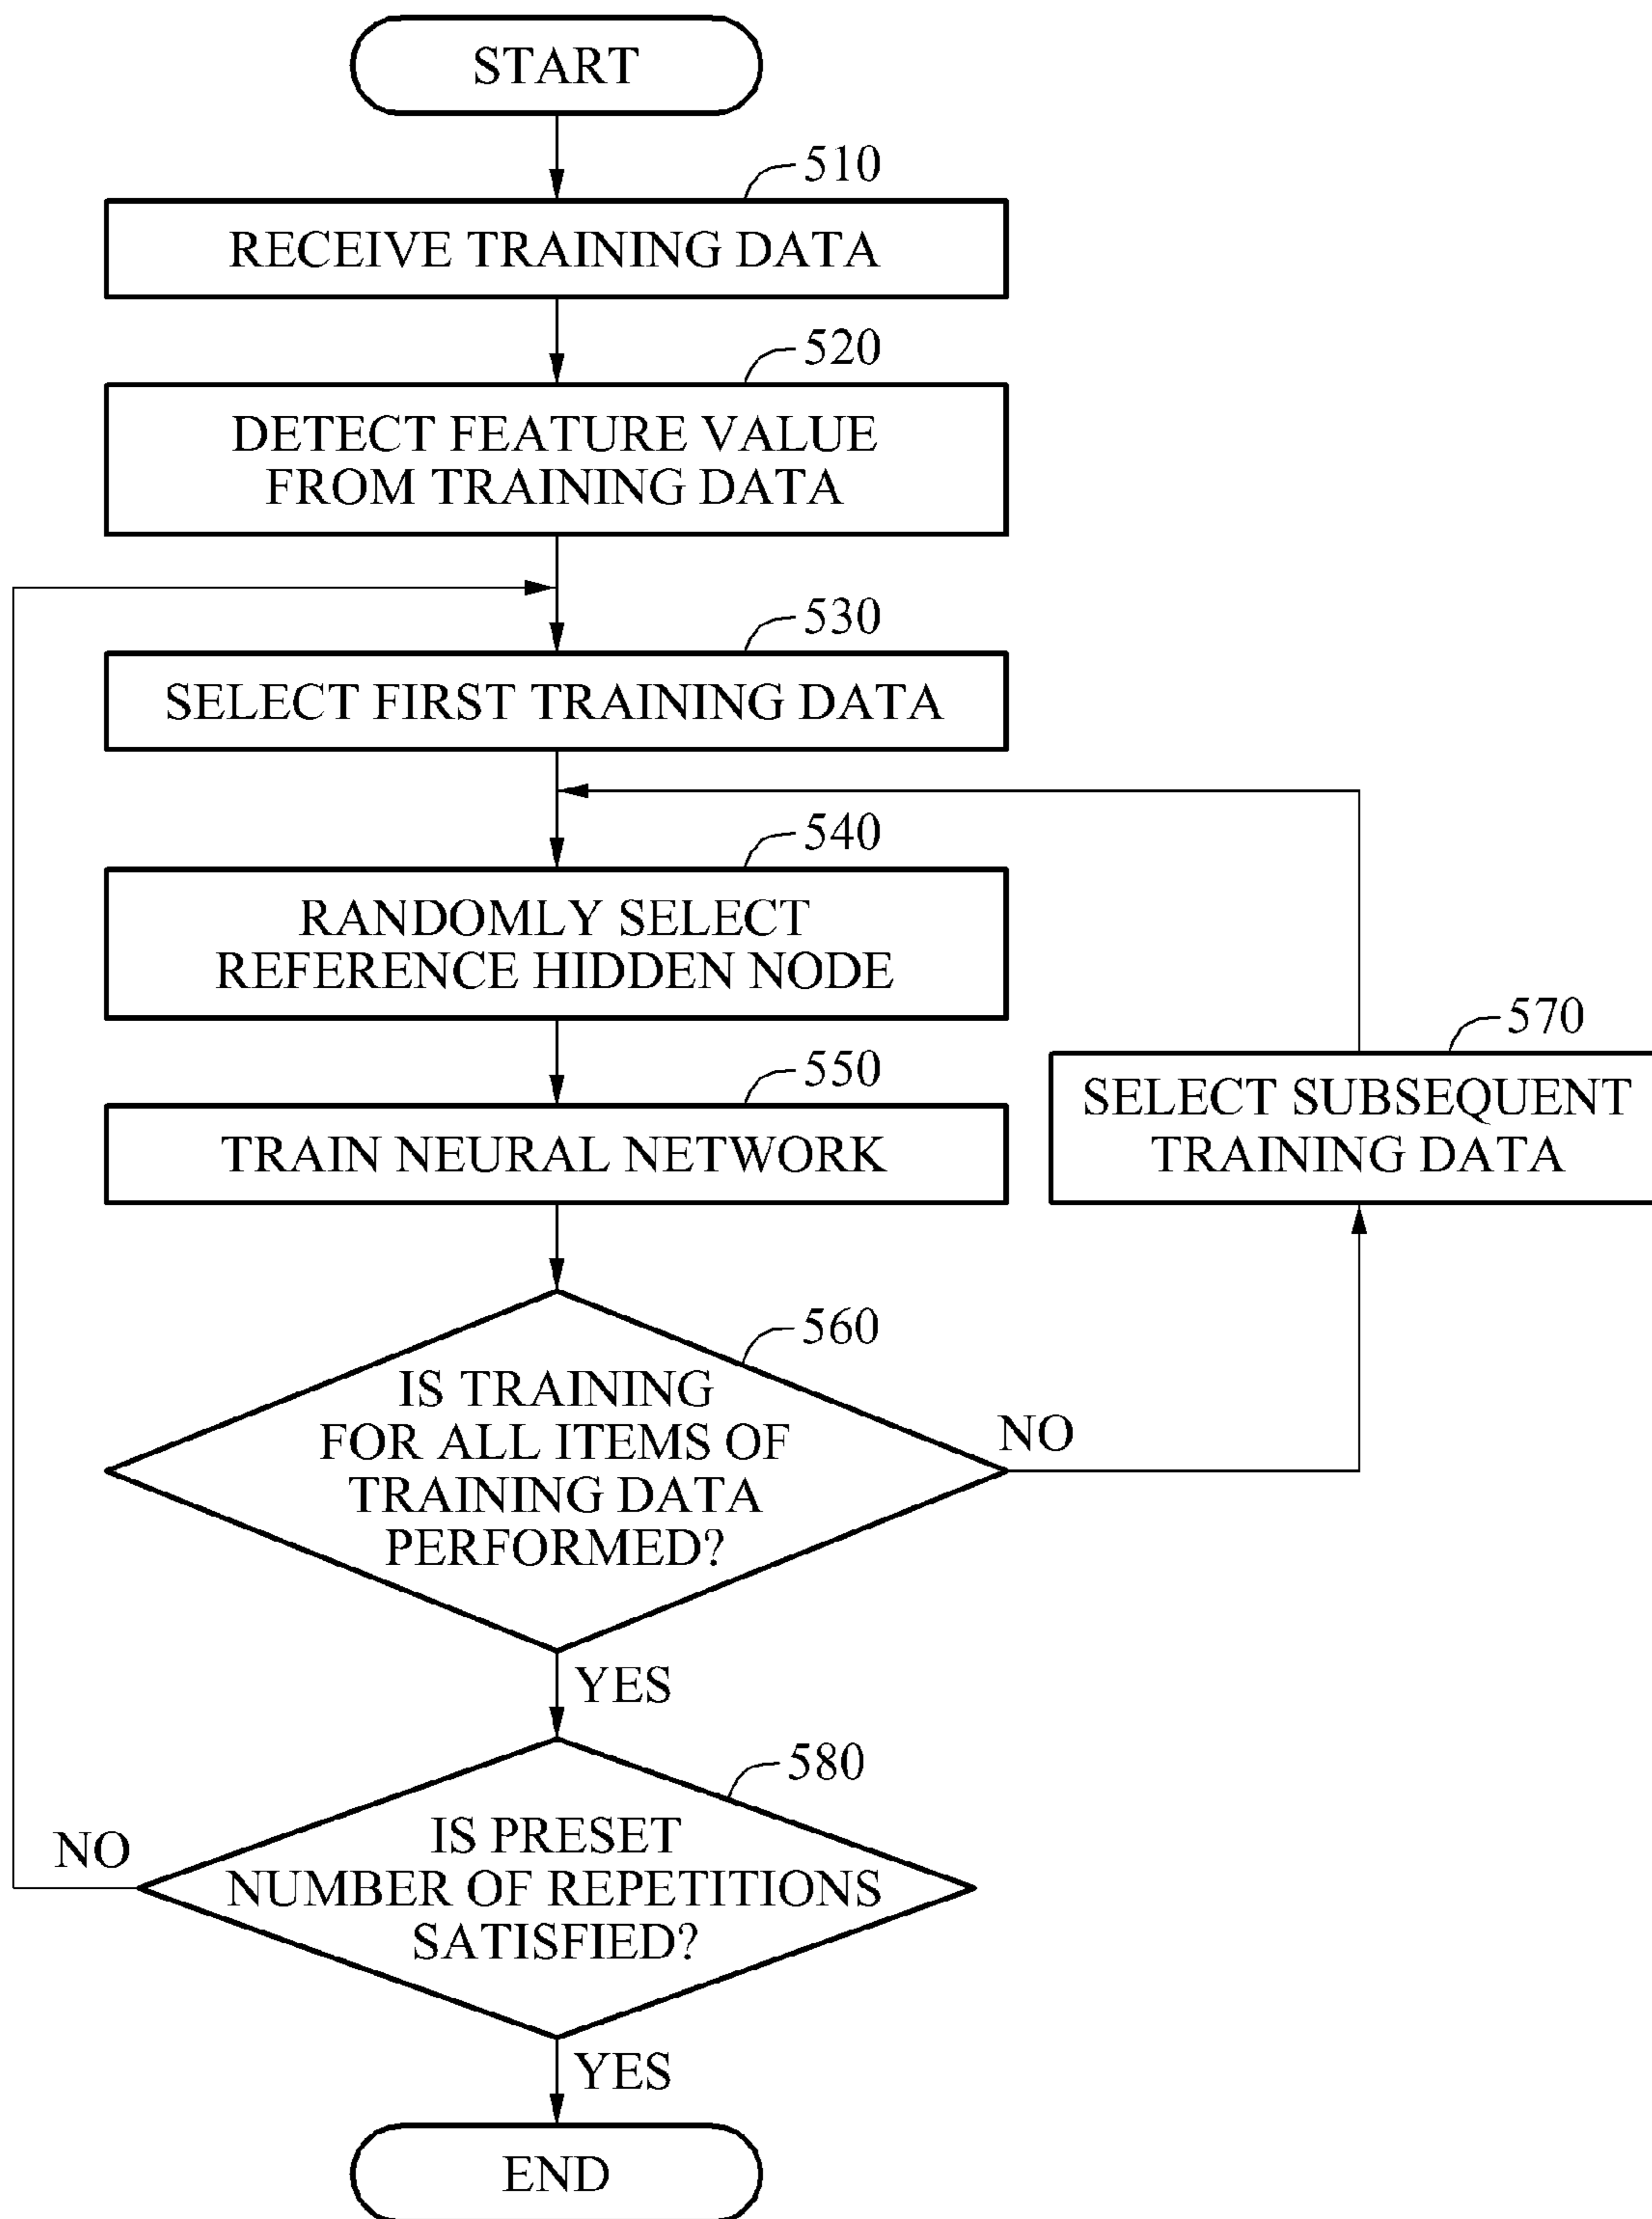 START
510
RECEIVE TRAINING DATA
520
DETECT FEATURE VALUE
FROM TRAINING DATA
530
SELECT FIRST TRAINING DATA
540
RANDOMLY SELECT
REFERENCE HIDDEN NODE
550
TRAIN NEURAL NETWORK
570
SELECT SUBSEQUENT
TRAINING DATA
560
IS TRAINING
FOR ALL ITEMS OF
TRAINING DATA
PERFORMED?
NO
YES
580
IS PRESET
NUMBER OF REPETITIONS
SATISFIED?
NO
YES
END